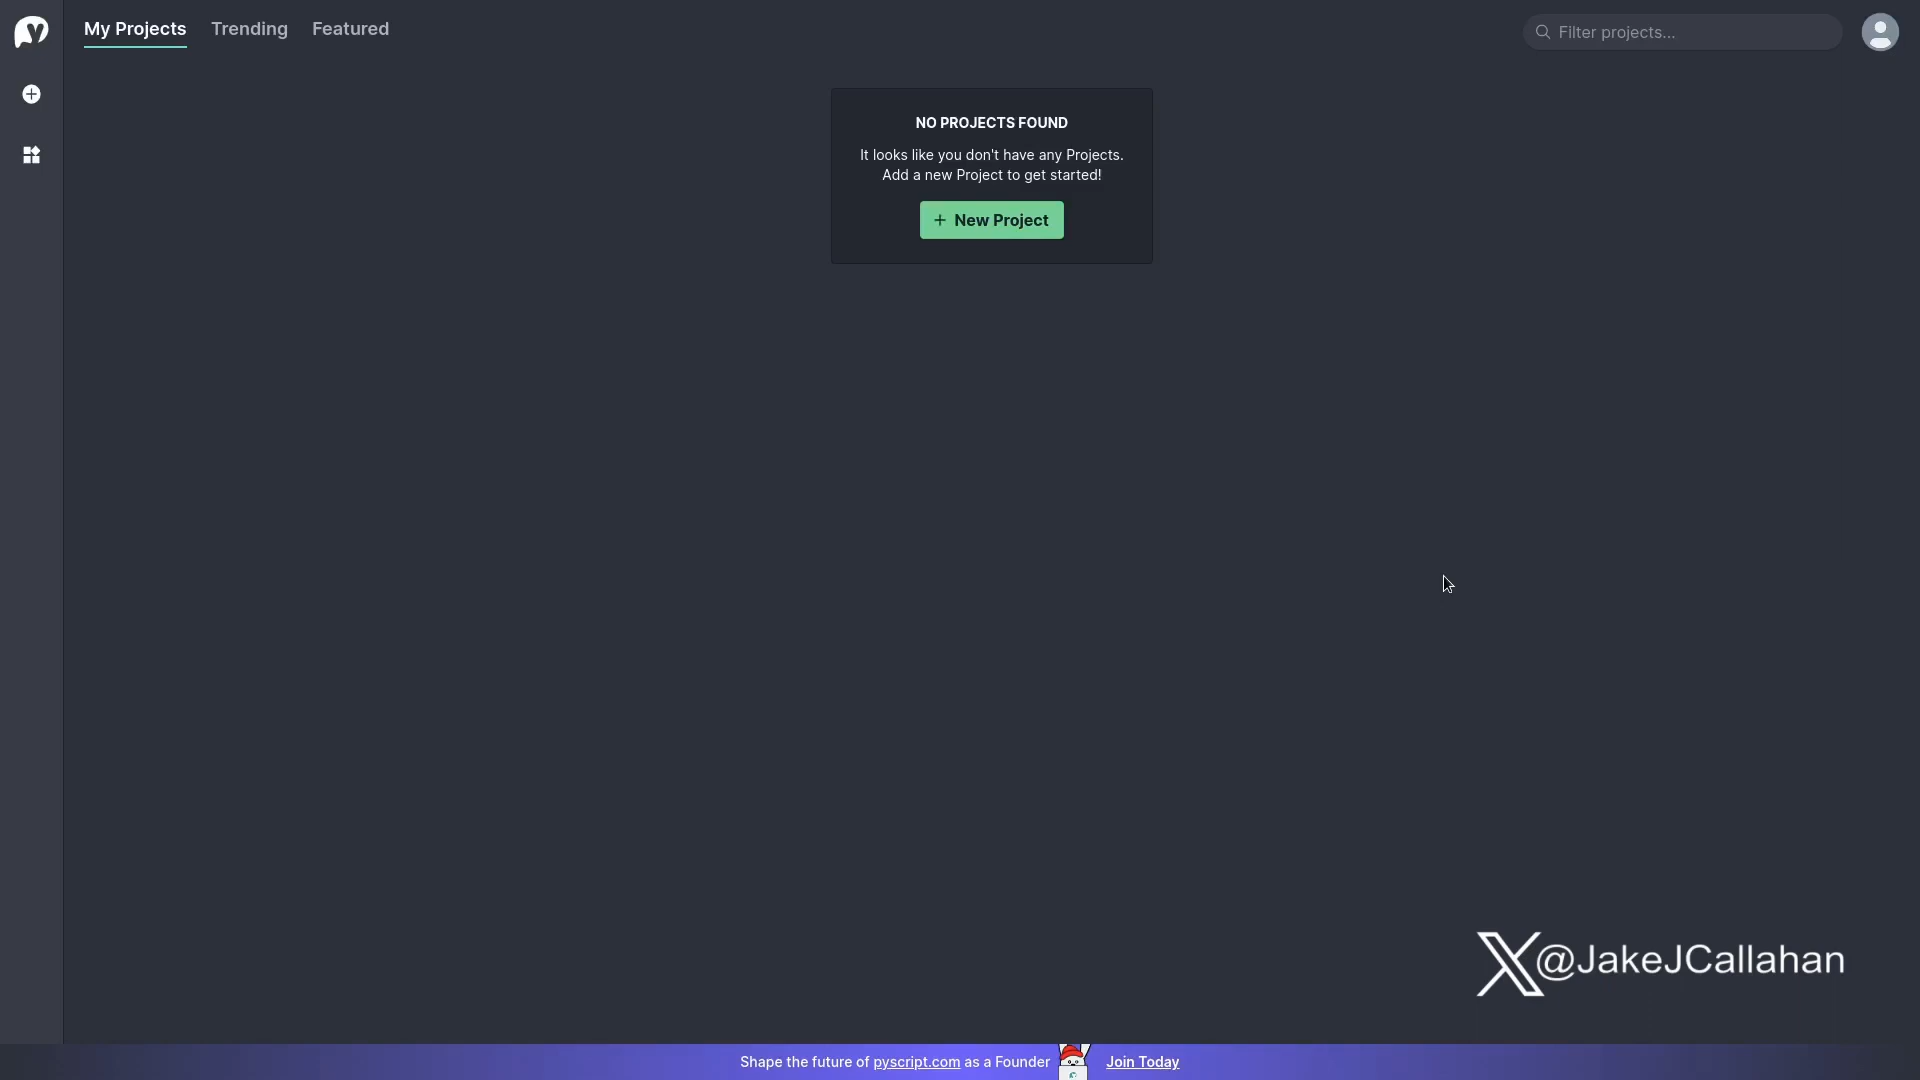 My Projects
Trending
Featured
Filter projects...
NO PROJECTS FOUND
It looks like you don't have any Projects.
Add a new Project to get started!
+ New Project
@JakeJCallahan
Shape the future of pyscript.com as a Founder
Join Today